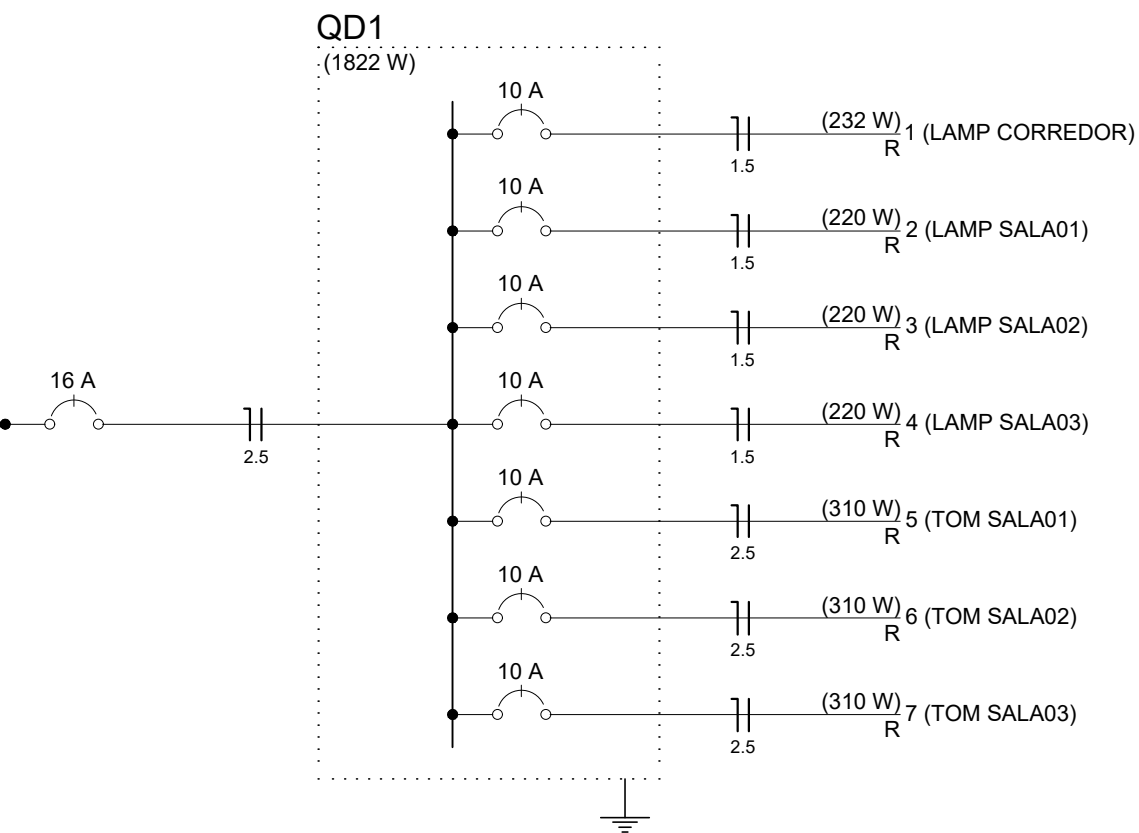 QD1
(1822 W)
10 A
(232 W)
1 (LAMP CORREDOR)
R
1.5
10 A
(220 W)
2 (LAMP SALA01)
R
1.5
10 A
(220 W)
3 (LAMP SALA02)
R
1.5
16 A
2.5
10 A
(220 W)
4 (LAMP SALA03)
R
1.5
10 A
(310 W)
5 (TOM SALA01)
R
2.5
10 A
(310 W)
6 (TOM SALA02)
R
2.5
10 A
(310 W)
7 (TOM SALA03)
R
2.5